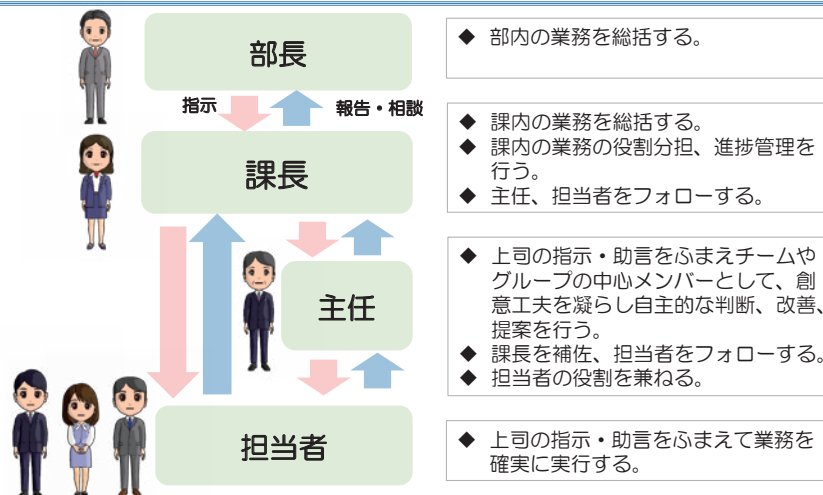 部長
◆ 部内の業務を総括する。
指示
報告・相談
課長
◆ 課内の業務を総括する。
◆ 課内の業務の役割分担、進捗管理を
行う。
◆ 主任、担当者をフォローする。
主任
◆ 上司の指示・助言をふまえチームや
グループの中心メンバーとして、創
意工夫を凝らし自主的な判断、改善、
提案を行う。
◆ 課長を補佐、担当者をフォローする。
◆ 担当者の役割を兼ねる。
担当者
◆ 上司の指示・助言をふまえて業務を
確実に実行する。